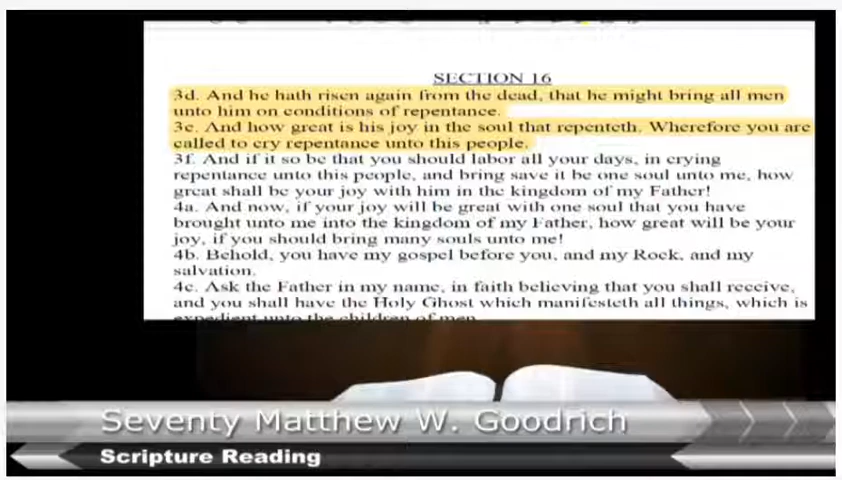 SECTION 16
3d. And he hath risen again from the dead, that he might bring all men
unto him on conditions of repentance.
3e. And how great is his joy in the soul that repenteth. Wherefore you are
called to cry repentance unto this people.
3f. And if it so be that you should labor all your days, in crying
repentance unto this people, and bring save it be one soul unto me, how
great shall be your joy with him in the kingdom of my Father!
4a. And now, if your joy will be great with one soul that you have
brought unto me into the kingdom of my Father, how great will be your
joy, if you should bring many souls unto me!
4b. Behold, you have my gospel before you, and my Rock, and my
salvation.
4c. Ask the Father in my name, in faith believing that you shall receive,
and you shall have the Holy Ghost which manifesteth all things, which is
expedient unto the children of men.
Seventy Matthew W. Goodrich
Scripture Reading